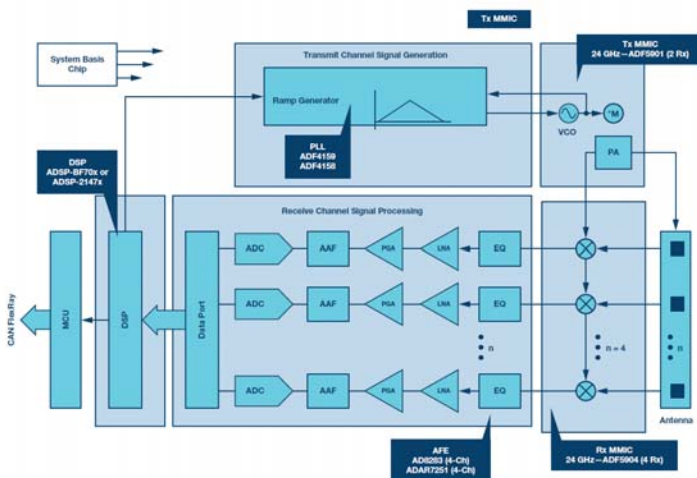 Tx MMIC
System Basis
Chip
Transmit Channel Signal Generation
Tx MMIC
24 GHz—ADF5901 (2 Rx)
Ramp Generator
VCO
*M
PLL
ADF4159
ADF4158
PA
DSP
ADSP-BF70x or
ADSP-2147x
Receive Channel Signal Processing
CAN FlexRay
MCU
DSP
Data Port
ADC
AAF
PGA
LNA
EQ
ADC
AAF
PGA
LNA
EQ
n
n = 4
n
ADC
AAF
PGA
LNA
EQ
Antenna
AFE
AD8283 (4-Ch)
ADAR7251 (4-Ch)
Rx MMIC
24 GHz—ADF5904 (4 Rx)